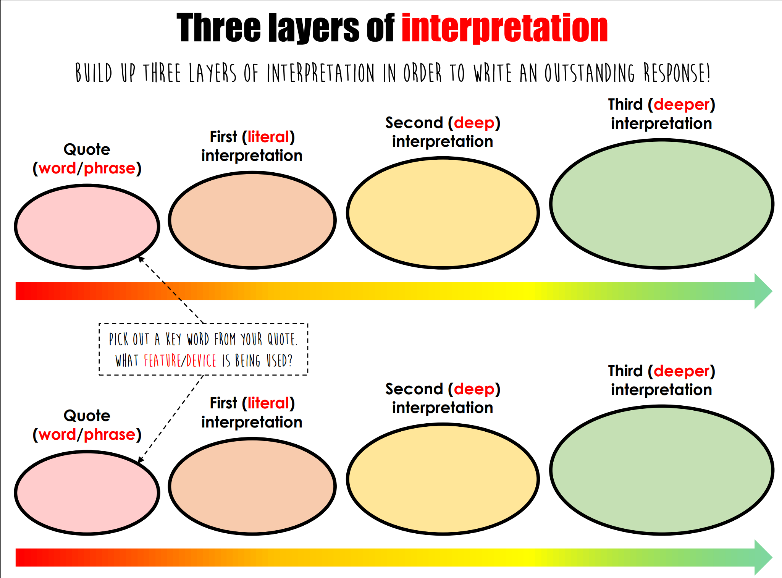 Three layers of interpretation
BUILD UP THREE LAYERS OF INTERPRETATION IN ORDER TO WRITE AN OUTSTANDING RESPONSE!
Quote
(word/phrase)
First (literal)
interpretation
Second (deep)
interpretation
Third (deeper)
interpretation
PICK OUT A KEY WORD FROM YOUR QUOTE.
WHAT FEATURE/DEVICE IS BEING USED?
Quote
(word/phrase)
First (literal)
interpretation
Second (deep)
interpretation
Third (deeper)
interpretation